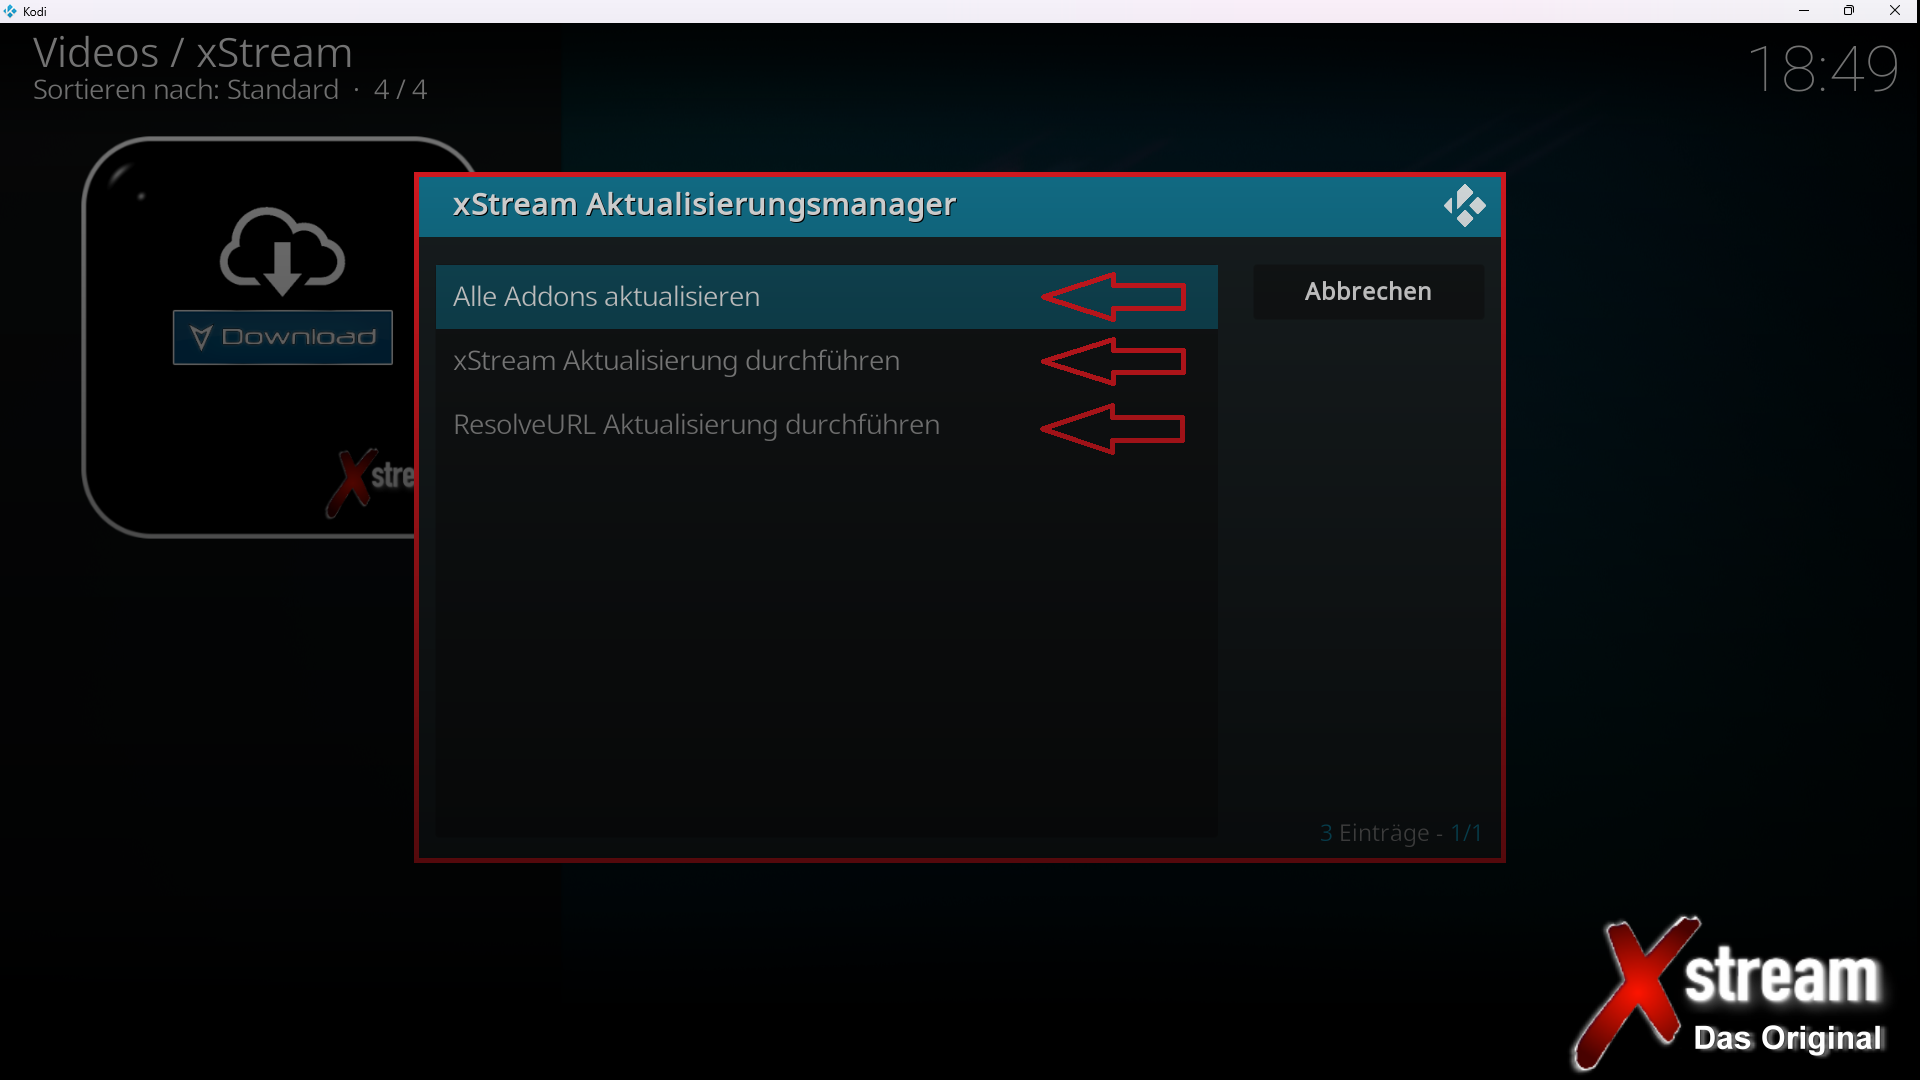 Kodi
Videos / xStream
Sortieren nach: Standard · 4 / 4
18:49
Download
xStream Aktualisierungsmanager
Alle Addons aktualisieren
xStream Aktualisierung durchführen
ResolveURL Aktualisierung durchführen
Abbrechen
3 Einträge - 1/1
Xstre
Xstream
Das Original